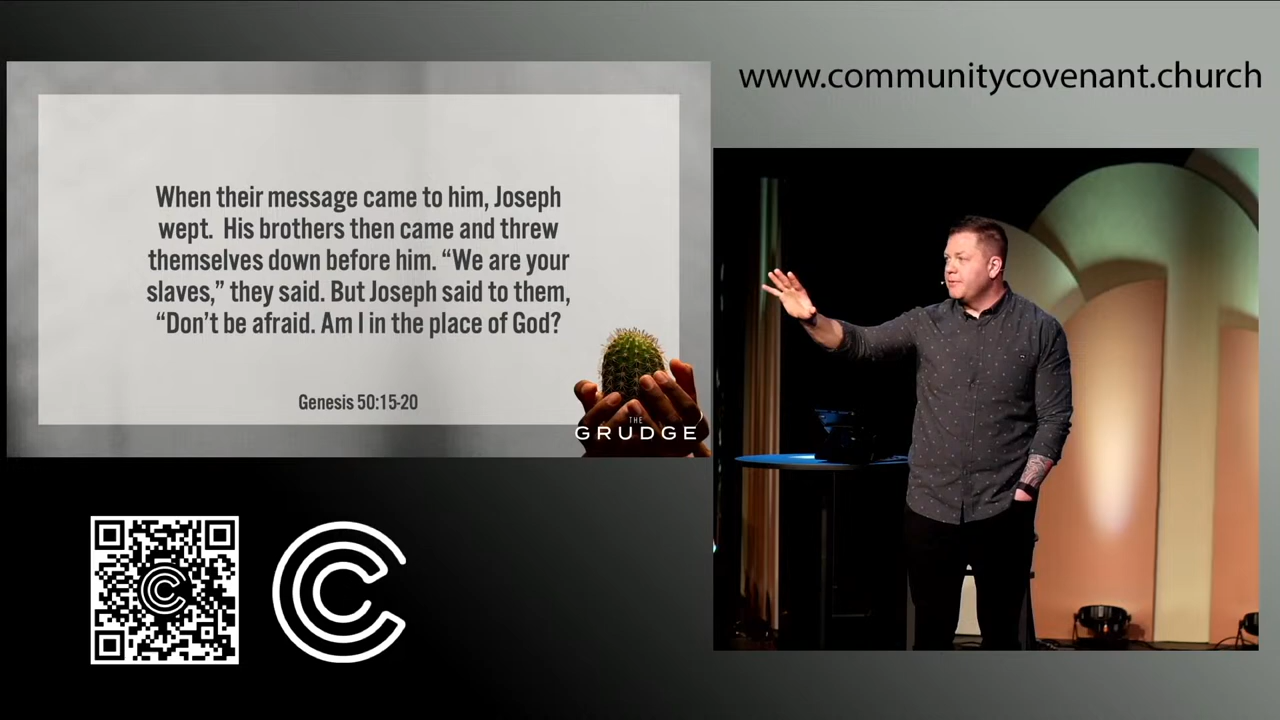 www.communitycovenant.church
When their message came to him, Joseph
wept.  His brothers then came and threw
themselves down before him. “We are your
slaves,” they said. But Joseph said to them,
“Don’t be afraid. Am I in the place of God?
Genesis 50:15-20
THE
GRUDGE